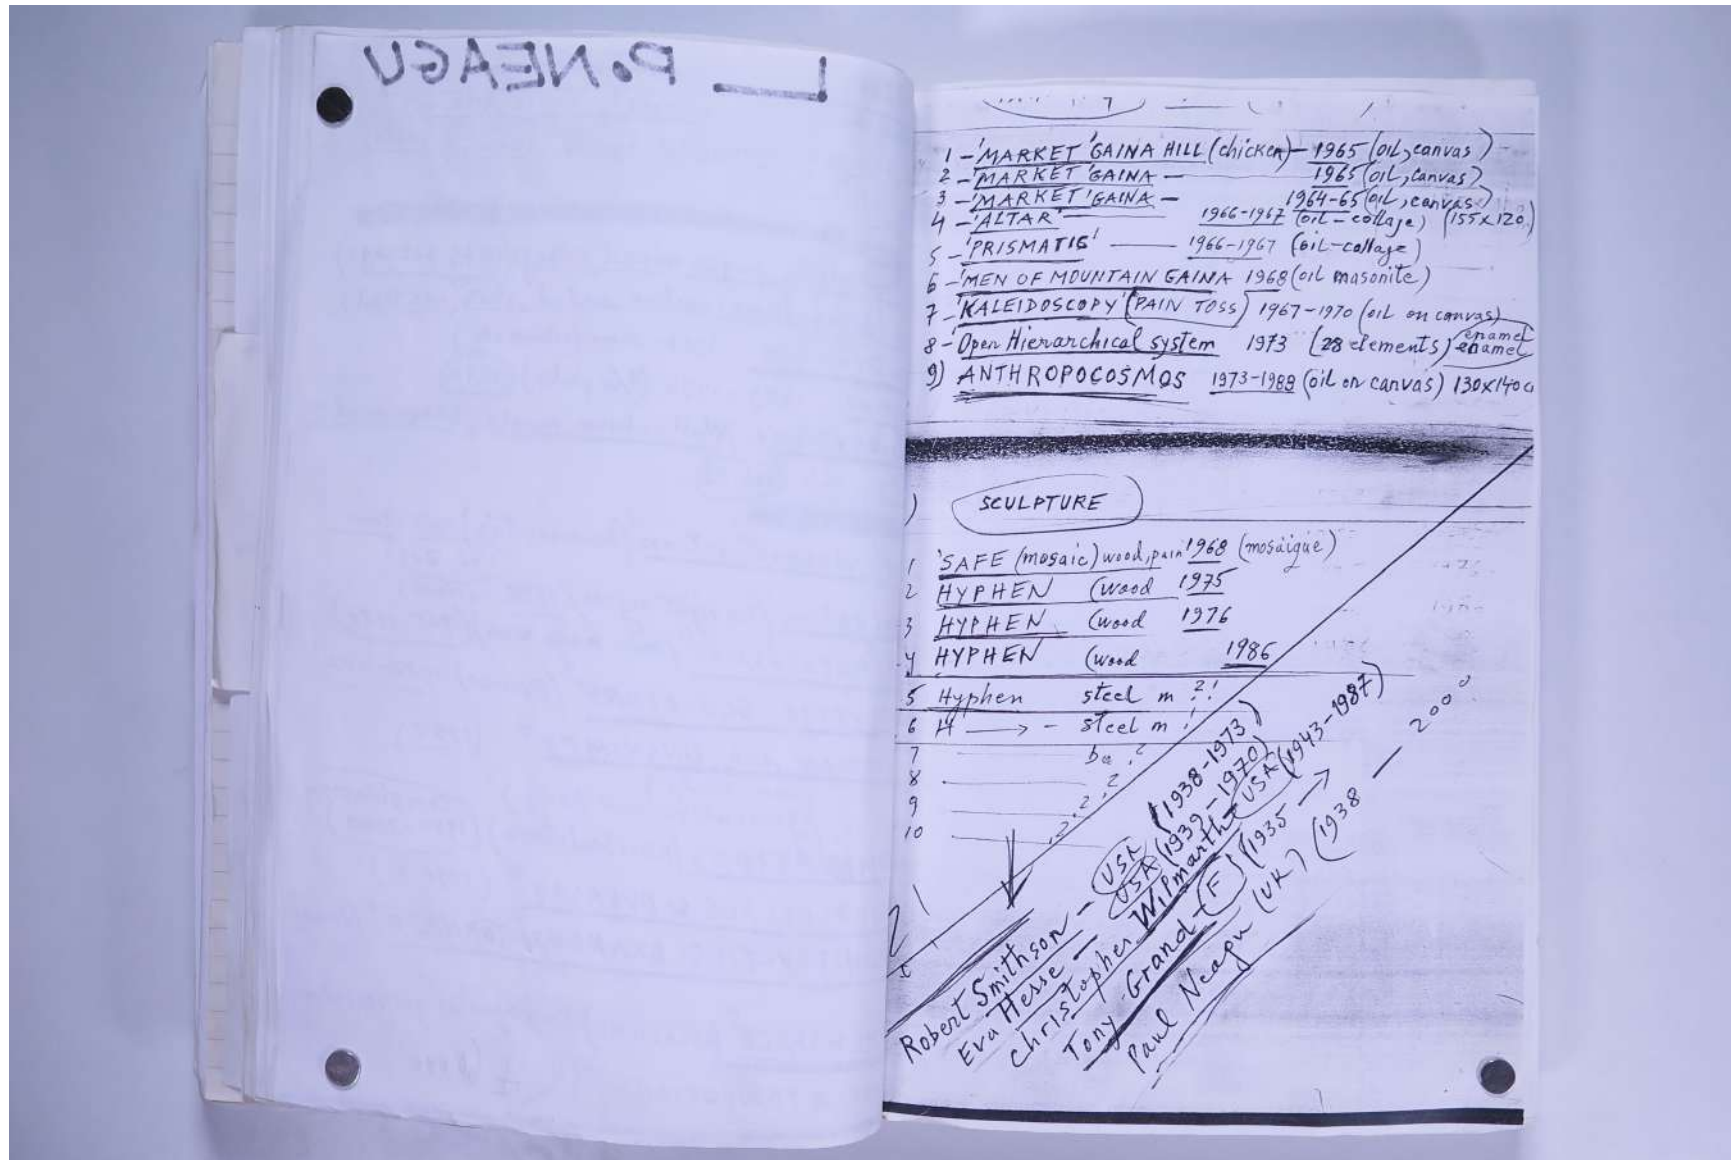 P. NEAGU
1 - 'MARKET' GAINA HILL (chicken) - 1965 (oil, canvas)
2 - 'MARKET' GAINA - 1965 (oil, canvas)
3 - 'MARKET' GAINA - 1964-65 (oil, canvas)
4 - 'ALTAR' 1966-1967 (oil - collage) (155x120)
5 - 'PRISMATIC' 1966-1967 (oil-collage)
6 - 'MEN OF MOUNTAIN GAINA 1968 (oil masonite)
7 - 'KALEIDOSCOPY' (PAIN TOSS) 1967-1970 (oil on canvas)
8 - 'Open Hierarchical system 1973 (28 elements) enamel
enamel
9) ANTHROPOCOSMOS 1973-1988 (oil on canvas) 130x140
) SCULPTURE
1 'SAFE (mosaic) wood, pain 1968 (mosaique)
2 HYPHEN (wood 1975
3 HYPHEN (wood 1976
4 HYPHEN (wood 1986
5 Hyphen steel m ?!
6 H → - steel m !
7 ?
8 ?
9 2
10 2
21
Robert Smithson - USA (1938-1973)
Eva Hesse - USA (1939-1970)
Christopher Wilmarth - USA (1943-1987)
Tony Grand - (F) (1935 →
Paul Neagu (UK) (1938 - 2000